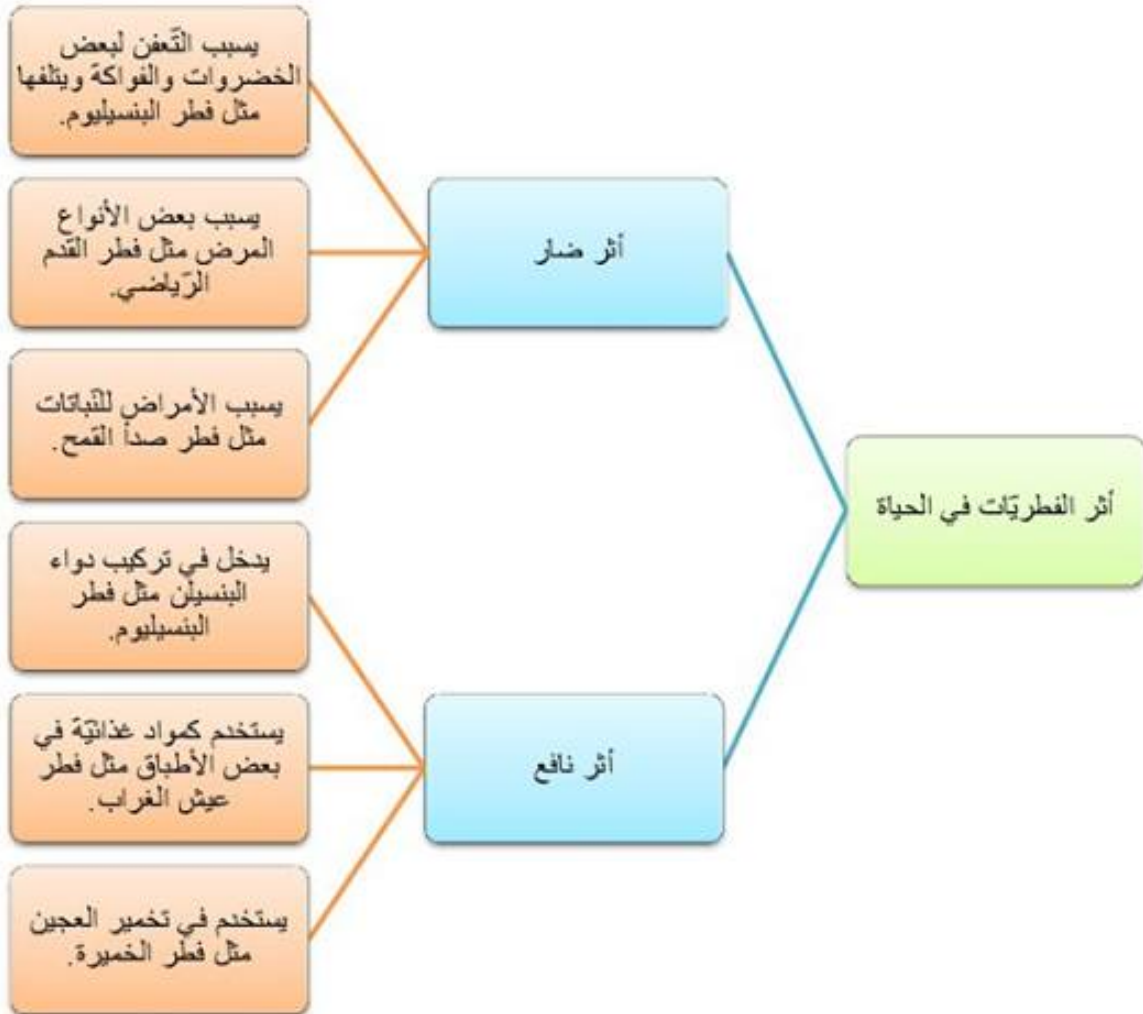 أثر الفطريّات في الحياة
أثر ضار
يسبب التّعفن لبعض
الخضروات والفواكة ويتلفها
مثل فطر البنسيليوم.
يسبب بعض الأنواع
المرض مثل فطر القدم
الرّياضي.
يسبب الأمراض للنّباتات
مثل فطر صدأ القمح.
أثر نافع
يدخل في تركيب دواء
البنسيلن مثل فطر
البنسيليوم.
يستخدم كمواد غذائيّة في
بعض الأطباق مثل فطر
عيش الغراب.
يستخدم في تخمير العجين
مثل فطر الخميرة.